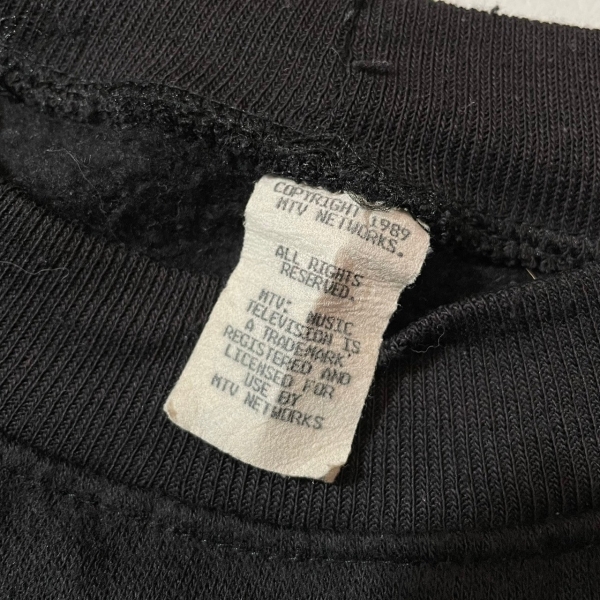 COPYRIGHT 1989
MTV NETWORKS.
ALL RIGHTS
RESERVED.
MTV: MUSIC
TELEVISION IS
A TRADEMARK
REGISTERED AND
LICENSED FOR
USE BY
MTV NETWORKS